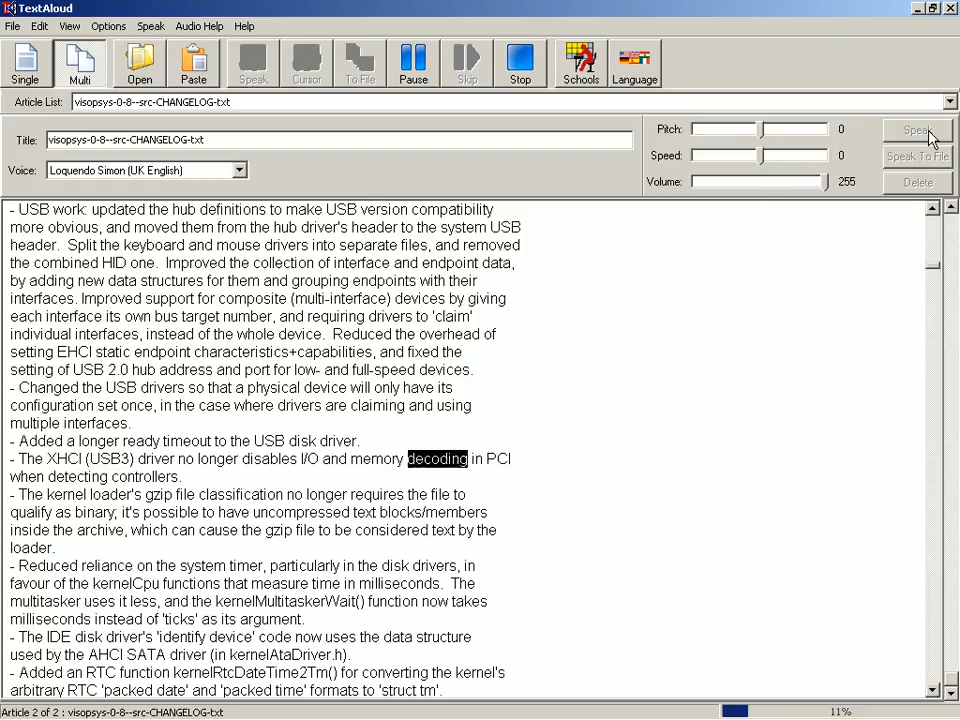 TextAloud
File Edit View Options Speak Audio Help Help
Single Multi Open Paste Speak Cursor To File Pause Skip Stop Schools Language
Article List: visopsys-0-8--src-CHANGELOG-txt
Title: visopsys-0-8--src-CHANGELOG-txt
Voice: Loquendo Simon (UK English)
Pitch: 0 Speak
Speed: 0 Speak To File
Volume: 255 Delete
- USB work: updated the hub definitions to make USB version compatibility
more obvious, and moved them from the hub driver's header to the system USB
header.  Split the keyboard and mouse drivers into separate files, and removed
the combined HID one.  Improved the collection of interface and endpoint data,
by adding new data structures for them and grouping endpoints with their
interfaces. Improved support for composite (multi-interface) devices by giving
each interface its own bus target number, and requiring drivers to 'claim'
individual interfaces, instead of the whole device.  Reduced the overhead of
setting EHCI static endpoint characteristics+capabilities, and fixed the
setting of USB 2.0 hub address and port for low- and full-speed devices.
- Changed the USB drivers so that a physical device will only have its
configuration set once, in the case where drivers are claiming and using
multiple interfaces.
- Added a longer ready timeout to the USB disk driver.
- The XHCI (USB3) driver no longer disables I/O and memory decoding in PCI
when detecting controllers.
- The kernel loader's gzip file classification no longer requires the file to
qualify as binary; it's possible to have uncompressed text blocks/members
inside the archive, which can cause the gzip file to be considered text by the
loader.
- Reduced reliance on the system timer, particularly in the disk drivers, in
favour of the kernelCpu functions that measure time in milliseconds.  The
multitasker uses it less, and the kernelMultitaskerWait() function now takes
milliseconds instead of 'ticks' as its argument.
- The IDE disk driver's 'identify device' code now uses the data structure
used by the AHCI SATA driver (in kernelAtaDriver.h).
- Added an RTC function kernelRtcDateTime2Tm() for converting the kernel's
arbitrary RTC 'packed date' and 'packed time' formats to 'struct tm'.
Article 2 of 2 : visopsys-0-8--src-CHANGELOG-txt 11%